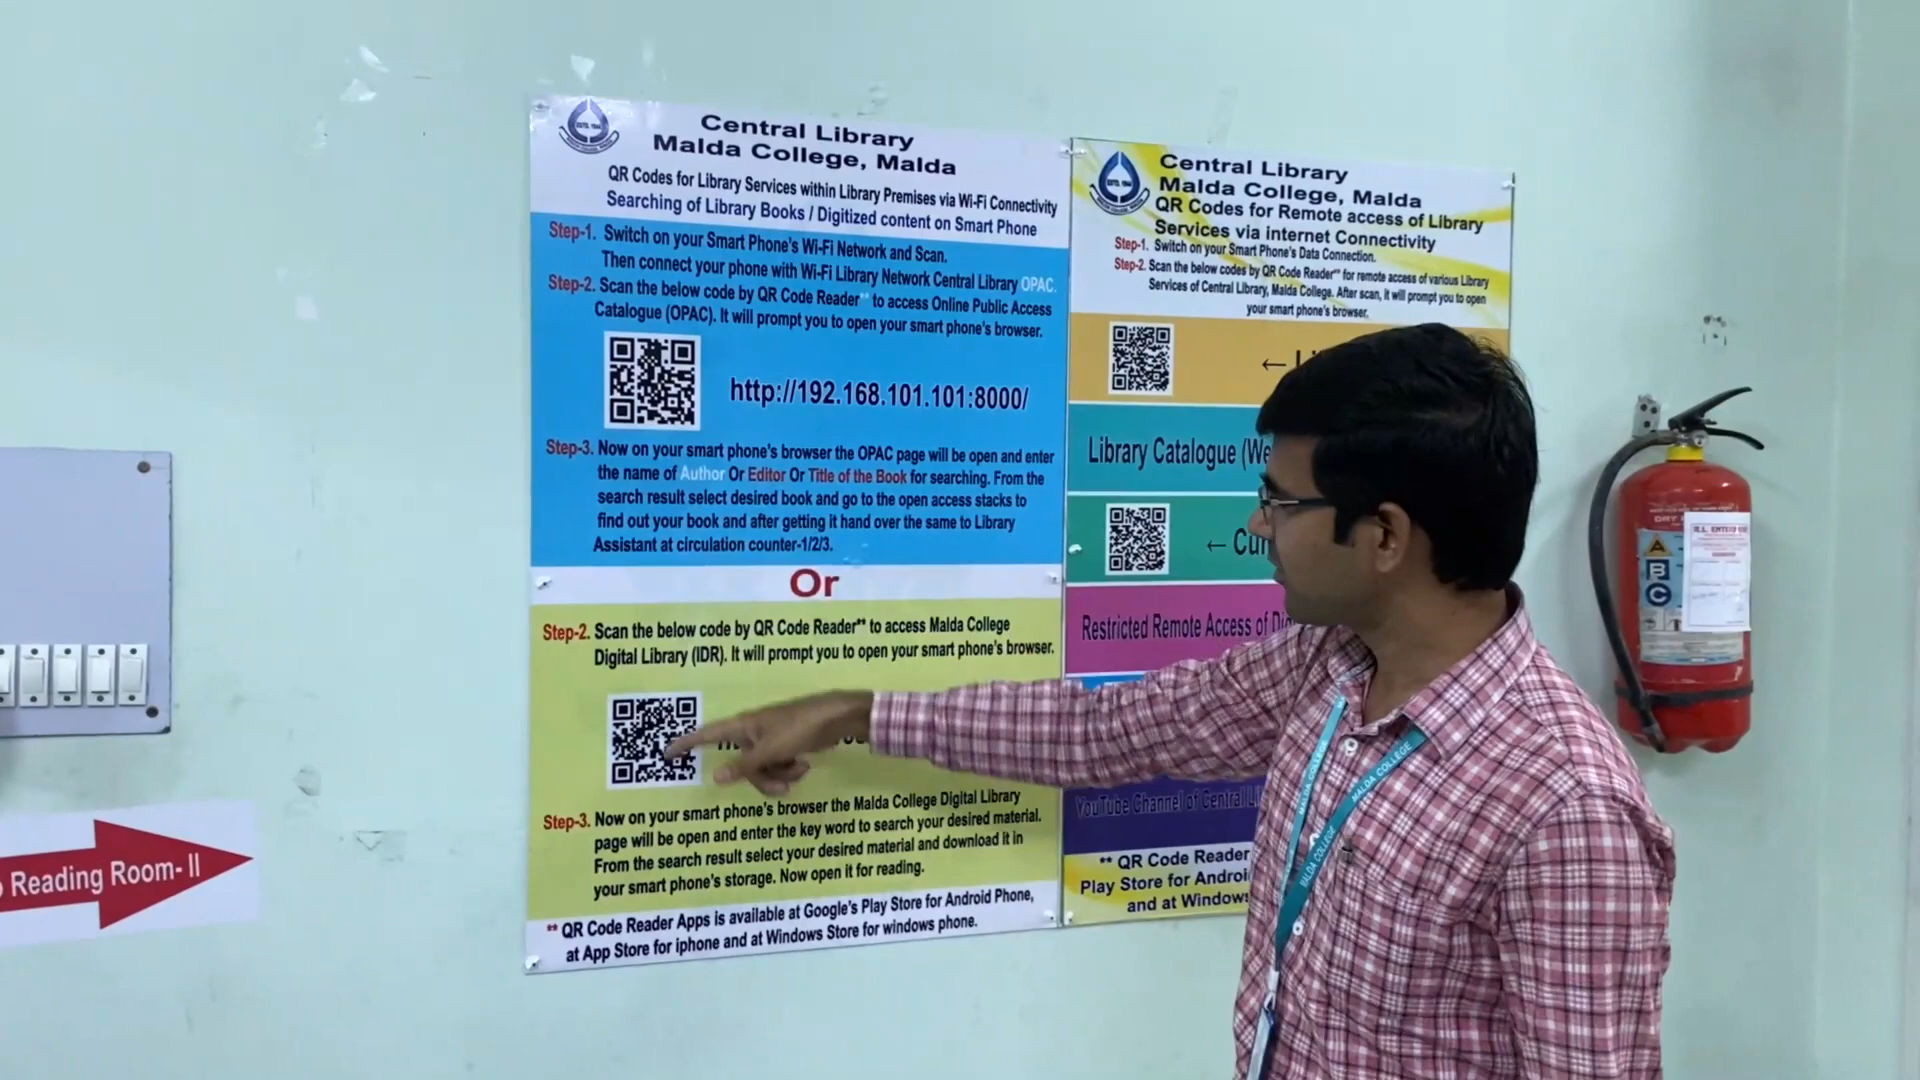 Central Library
Malda College, Malda
QR Codes for Library Services within Library Premises via Wi-Fi Connectivity
Searching of Library Books / Digitized content on Smart Phone
Step-1. Switch on your Smart Phone's Wi-Fi Network and Scan.
Then connect your phone with Wi-Fi Library Network Central Library OPAC.
Step-2. Scan the below code by QR Code Reader** to access Online Public Access
Catalogue (OPAC). It will prompt you to open your smart phone's browser.
http://192.168.101.101:8000/
Step-3. Now on your smart phone's browser the OPAC page will be open and enter
the name of Author Or Editor Or Title of the Book for searching. From the
search result select desired book and go to the open access stacks to
find out your book and after getting it hand over the same to Library
Assistant at circulation counter-1/2/3.
Or
Step-2. Scan the below code by QR Code Reader** to access Malda College
Digital Library (IDR). It will prompt you to open your smart phone's browser.
Step-3. Now on your smart phone's browser the Malda College Digital Library
page will be open and enter the key word to search your desired material.
From the search result select your desired material and download it in
your smart phone's storage. Now open it for reading.
** QR Code Reader Apps is available at Google's Play Store for Android Phone,
at App Store for iphone and at Windows Store for windows phone.
Central Library
Malda College, Malda
QR Codes for Remote access of Library
Services via internet Connectivity
Step-1. Switch on your Smart Phone's Data Connection.
Step-2. Scan the below codes by QR Code Reader** for remote access of various Library
Services of Central Library, Malda College. After scan, it will prompt you to open
your smart phone's browser.
←
Library Catalogue
←
Restricted Remote Access of
YouTube Channel of Central
** QR Code Reader
Play Store for
and at Windows
Reading Room- II
MALDA COLLEGE
MALDA COLLEGE
MALDA COLLEGE
A
B
C